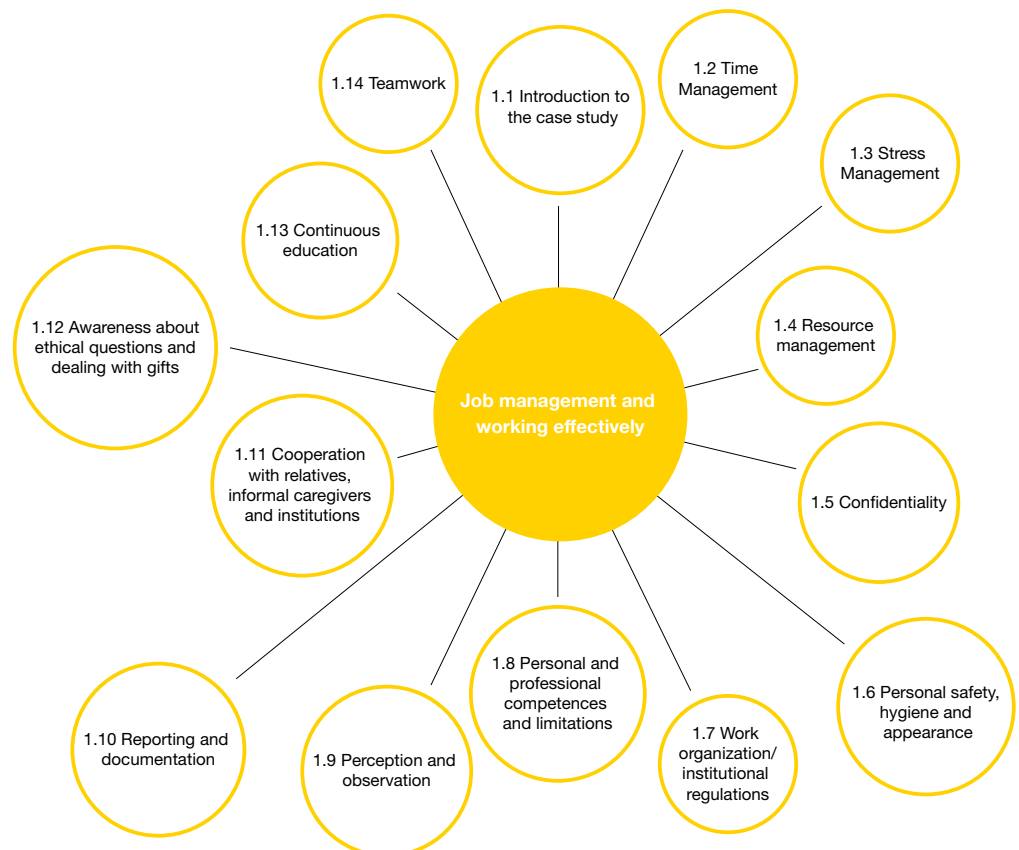 1.14 Teamwork
1.1 Introduction to
the case study
1.2 Time
Management
1.3 Stress
Management
1.13 Continuous
education
1.4 Resource
management
1.12 Awareness about
ethical questions and
dealing with gifts
Job management and
working effectively
1.11 Cooperation
with relatives,
informal caregivers
and institutions
1.5 Confidentiality
1.8 Personal and
professional
competences
and limitations
1.6 Personal safety,
hygiene and
appearance
1.10 Reporting and
documentation
1.9 Perception and
observation
1.7 Work
organization/
institutional
regulations